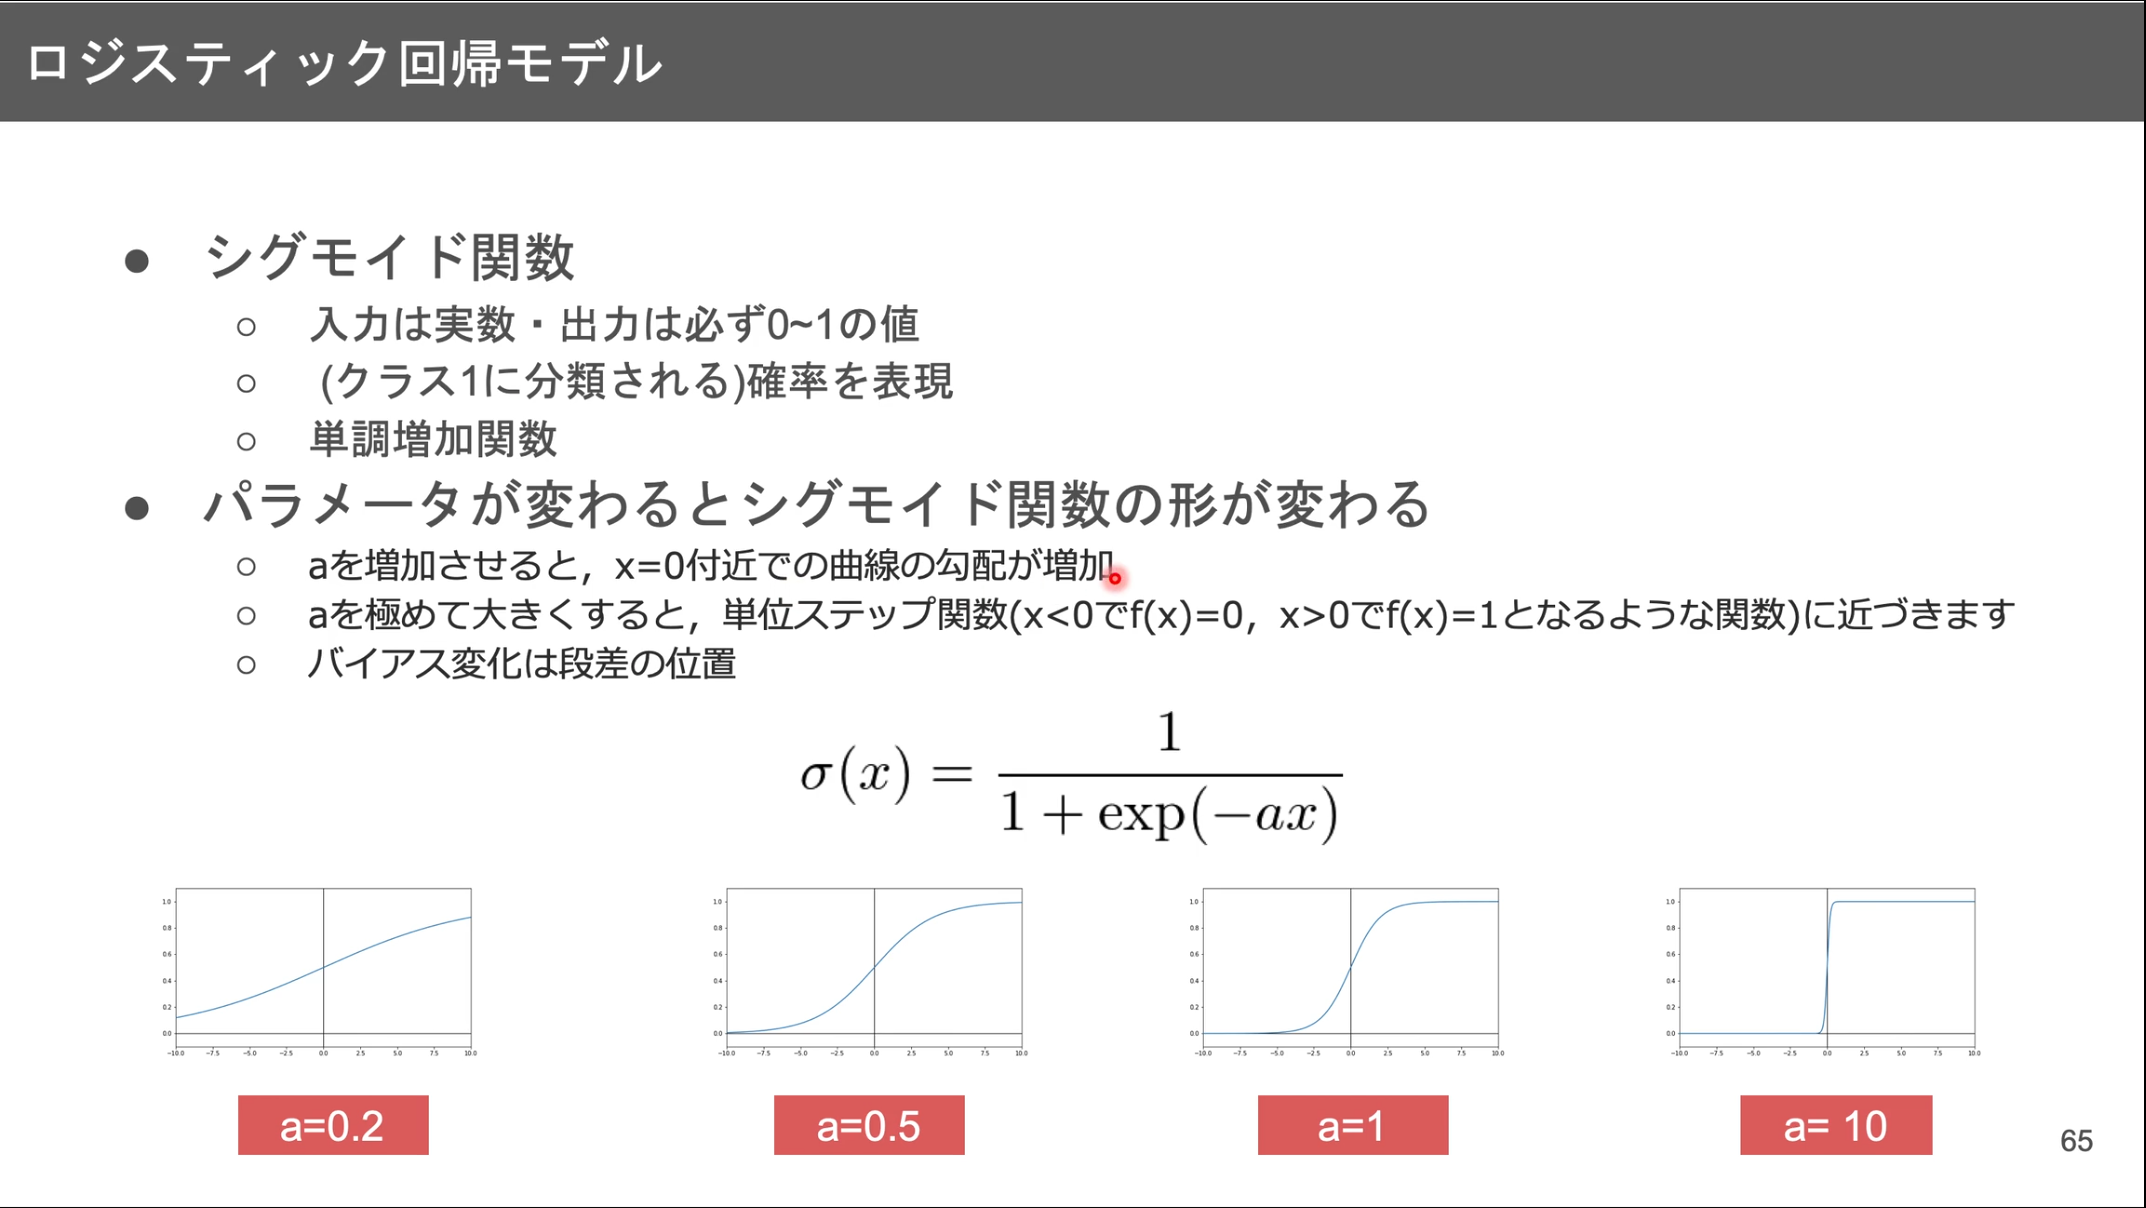 ロジスティック回帰モデル
● シグモイド関数
○ 入力は実数・出力は必ず0~1の値
○ (クラス1に分類される)確率を表現
○ 単調増加関数
● パラメータが変わるとシグモイド関数の形が変わる
○ aを増加させると，x=0付近での曲線の勾配が増加
○ aを極めて大きくすると，単位ステップ関数(x<0でf(x)=0，x>0でf(x)=1となるような関数)に近づきます
○ バイアス変化は段差の位置
σ(x) = 1 / (1 + exp(−ax))
1.0 0.8 0.6 0.4 0.2 0.0
−10.0 −7.5 −5.0 −2.5 0.0 2.5 5.0 7.5 10.0
a=0.2
1.0 0.8 0.6 0.4 0.2 0.0
−10.0 −7.5 −5.0 −2.5 0.0 2.5 5.0 7.5 10.0
a=0.5
1.0 0.8 0.6 0.4 0.2 0.0
−10.0 −7.5 −5.0 −2.5 0.0 2.5 5.0 7.5 10.0
a=1
1.0 0.8 0.6 0.4 0.2 0.0
−10.0 −7.5 −5.0 −2.5 0.0 2.5 5.0 7.5 10.0
a= 10
65